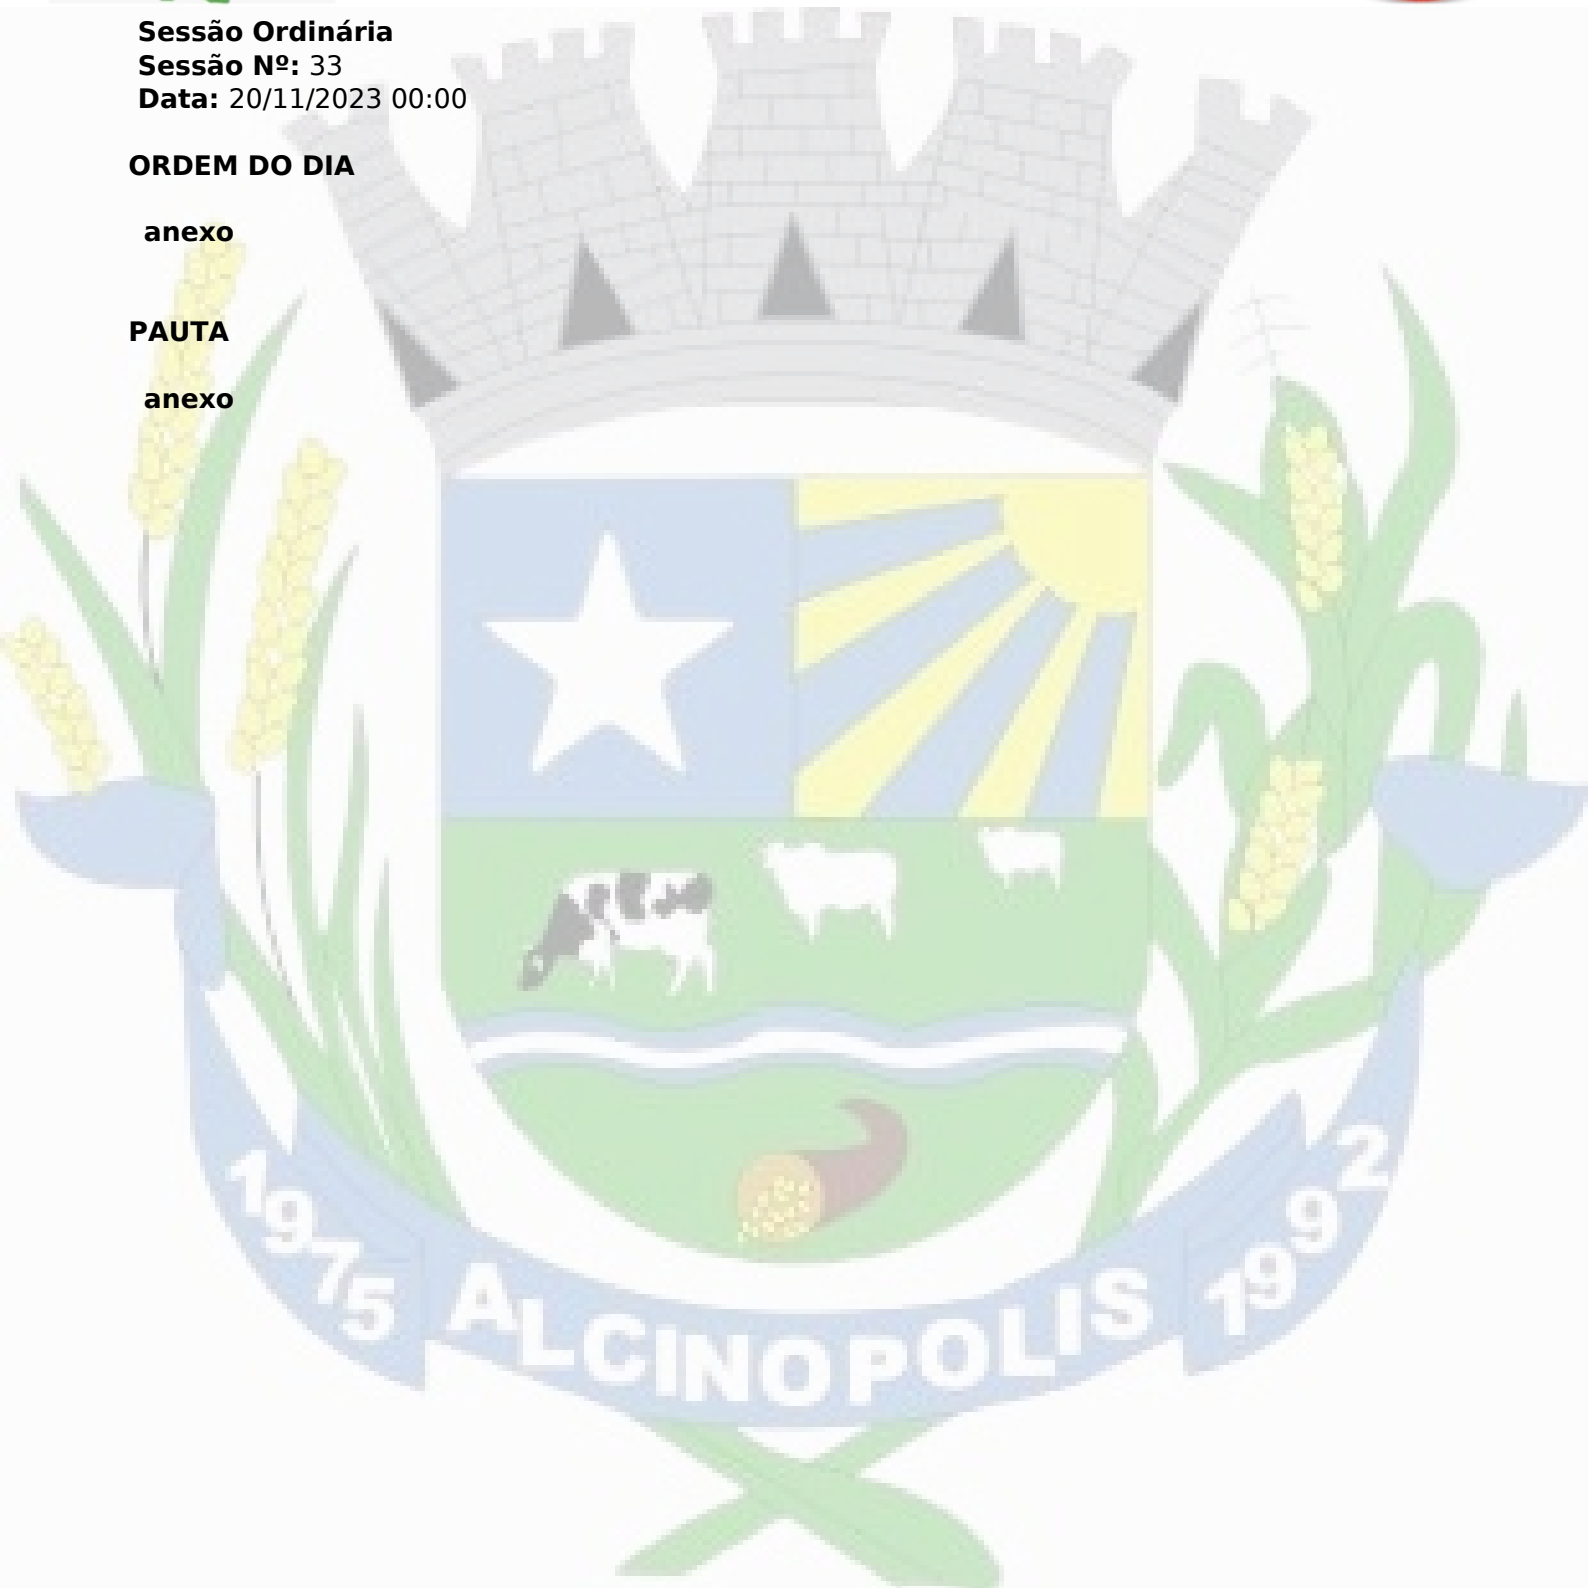 Sessão Ordinária
Sessão Nº: 33
Data: 20/11/2023 00:00
ORDEM DO DIA
anexo
PAUTA
anexo
1975 ALCINOPOLIS 1992